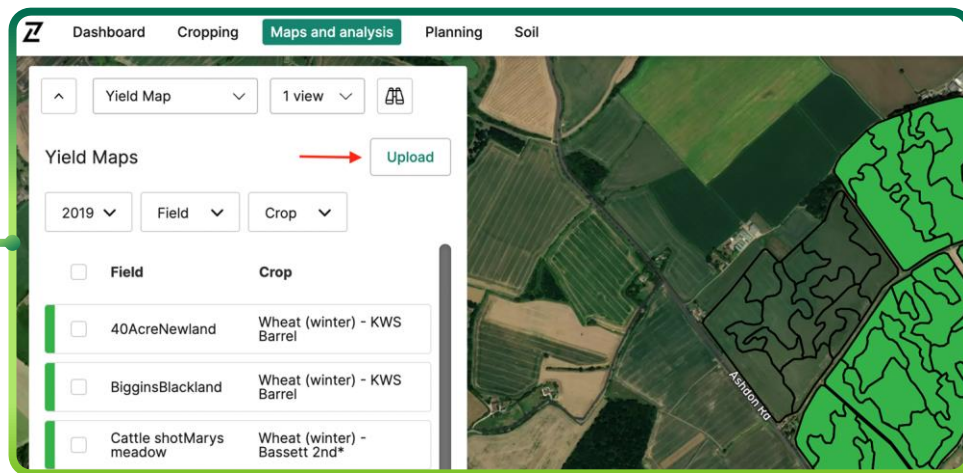 Dashboard Cropping Maps and analysis Planning Soil
Yield Map 1 view
Yield Maps
Upload
2019 Field Crop
Field Crop
40AcreNewland
Wheat (winter) - KWS
Barrel
BigginsBlackland
Wheat (winter) - KWS
Barrel
Cattle shotMarys
meadow
Wheat (winter) -
Bassett 2nd*
Ashdon Rd